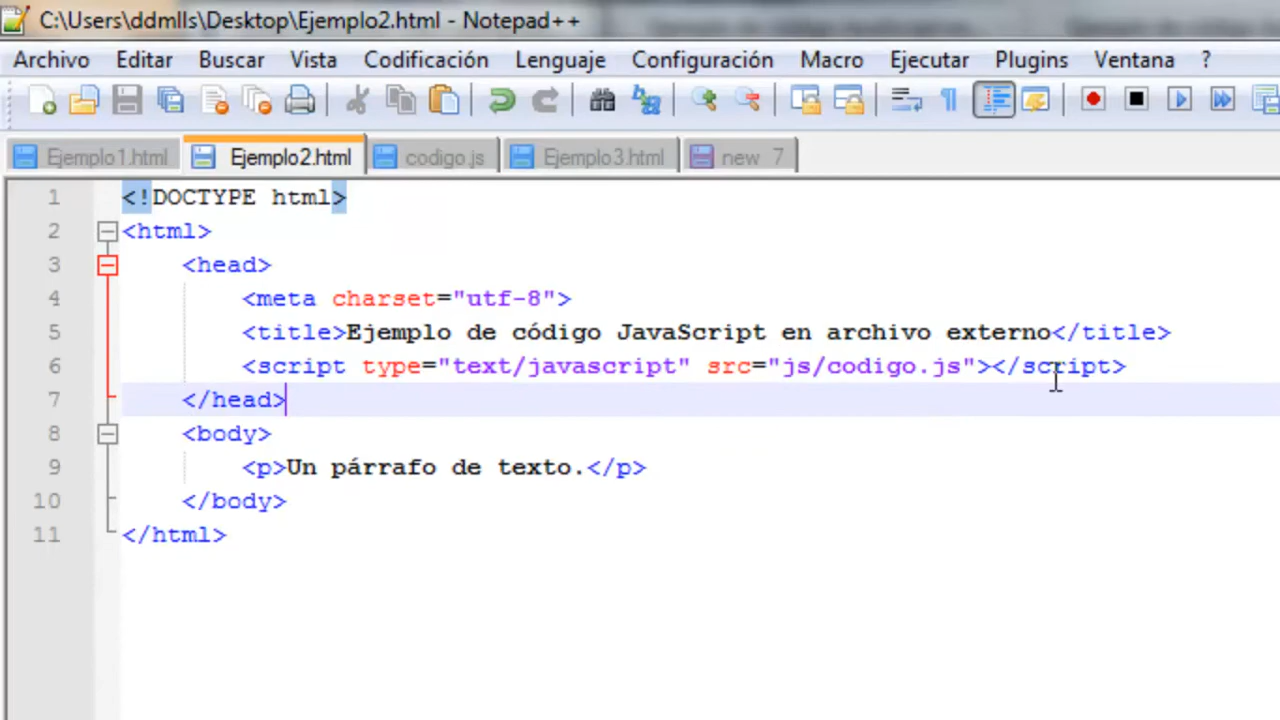 C:\Users\ddmlls\Desktop\Ejemplo2.html - Notepad++
Archivo Editar Buscar Vista Codificación Lenguaje Configuración Macro Ejecutar Plugins Ventana ?
Ejemplo1.html Ejemplo2.html codigo.js Ejemplo3.html new 7
1 <!DOCTYPE html>
2 <html>
3 <head>
4 <meta charset="utf-8">
5 <title>Ejemplo de código JavaScript en archivo externo</title>
6 <script type="text/javascript" src="js/codigo.js"></script>
7 </head>
8 <body>
9 <p>Un párrafo de texto.</p>
10 </body>
11 </html>